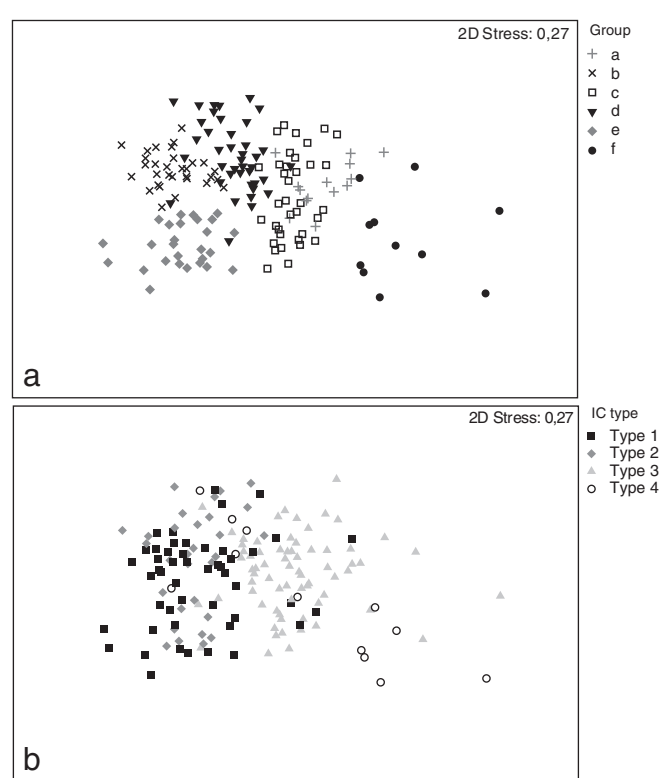 2D Stress: 0,27
Group
a
b
c
d
e
f
a
2D Stress: 0,27
IC type
Type 1
Type 2
Type 3
Type 4
b